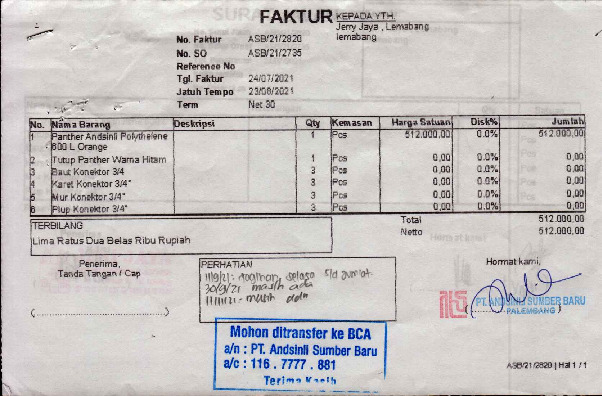 FAKTUR
KEPADA YTH.
Jerry Jaya , Lemabang
lemabang
No. Faktur ASB/21/2820
No. SO ASB/21/2735
Reference No
Tgl. Faktur 24/07/2021
Jatuh Tempo 23/08/2021
Term Net 30
No. Nama Barang Deskripsi Qty Kemasan Harga Satuan Disk% Jumlah
1 Panther Andsinli Polythelene 1 Pcs 512.000,00 0.0% 512.000,00
600 L Orange
2 Tutup Panther Warna Hitam 1 Pcs 0,00 0.0% 0,00
3 Baut Konektor 3/4 3 Pcs 0,00 0.0% 0,00
4 Karet Konektor 3/4" 3 Pcs 0,00 0.0% 0,00
5 Mur Konektor 3/4" 3 Pcs 0,00 0.0% 0,00
6 Plup Konektor 3/4" 3 Pcs 0,00 0.0% 0,00
Total 512.000,00
Netto 512.000,00
TERBILANG
Lima Ratus Dua Belas Ribu Rupiah
Penerima,
Tanda Tangan / Cap
(
)
PERHATIAN
30/9/21 masih ada
masih ada
Hormat kami,
PT. ANDSINLI SUMBER BARU
PALEMBANG
Mohon ditransfer ke BCA
a/n : PT. Andsinli Sumber Baru
a/c : 116 . 7777 . 881
Terima Kasih
ASB/21/2820 | Hal 1 / 1